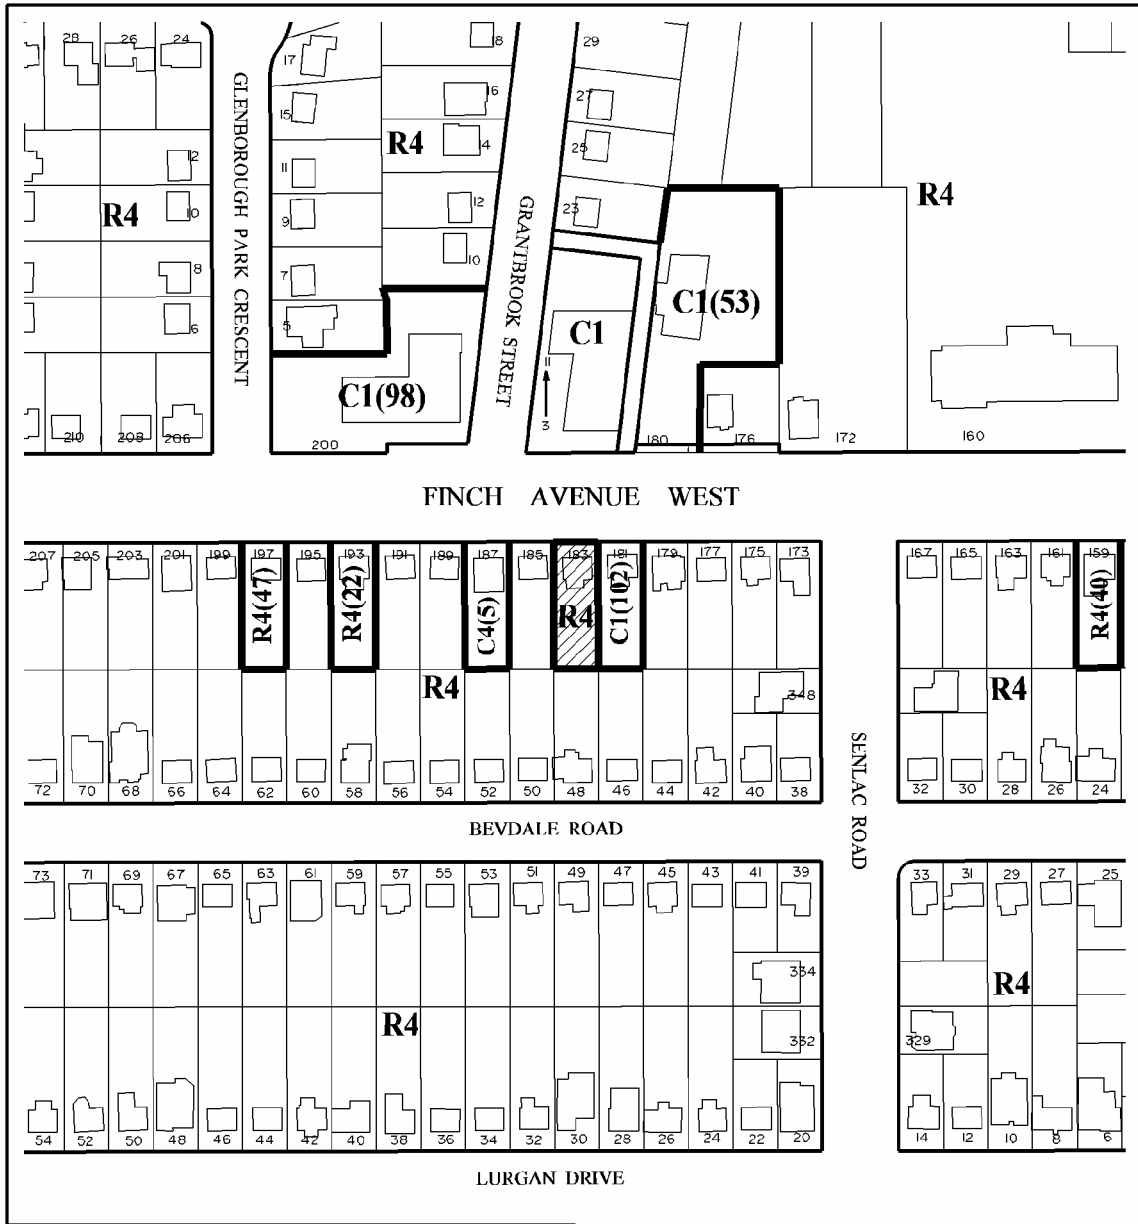 28 26 24
18
29
17
GLENBOROUGH PARK CRESCENT
16
27
15
R4
14
25
12
11
R4
R4
10
12
23
9
GRANTBROOK STREET
10
8
7
C1(53)
6
5
C1
11
3
C1(98)
210 208 206
200
180 176 172 160
FINCH AVENUE WEST
207 205 203 201 199 197 195 193 191 189 187 185 183 181 179 177 175 173
167 165 163 161 159
R4(47) R4(22) C4(5) R4 C1(102) R4(40)
R4
R4
348
72 70 68 66 64 62 60 58 56 54 52 50 48 46 44 42 40 38
32 30 28 26 24
SENLAC ROAD
BEVDALE ROAD
73 71 69 67 65 63 61 59 57 55 53 51 49 47 45 43 41 39
33 31 29 27 25
334
R4
R4
332
329
54 52 50 48 46 44 42 40 38 36 34 32 30 28 26 24 22 20
14 12 10 8 6
LURGAN DRIVE